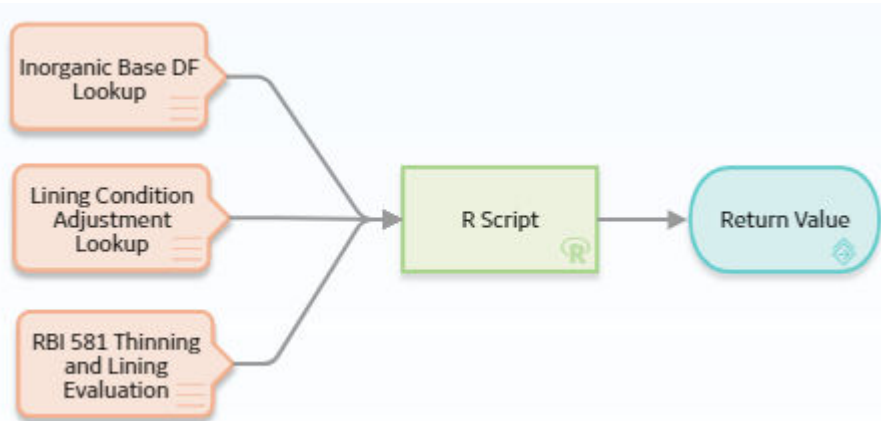 Inorganic Base DF
Lookup
Lining Condition
Adjustment
Lookup
RBI 581 Thinning
and Lining
Evaluation
R Script
R
Return Value